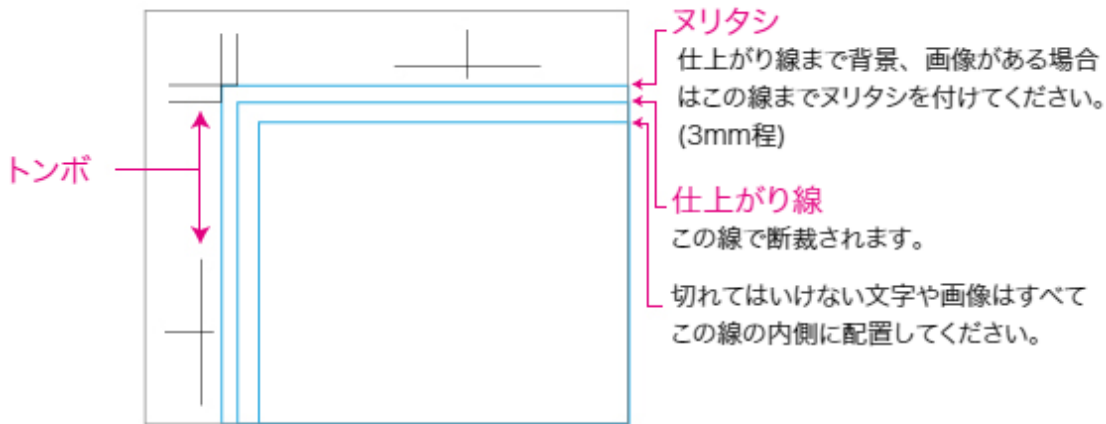 ヌリタシ
仕上がり線まで背景、画像がある場合
はこの線までヌリタシを付けてください。
(3mm程)
トンボ
仕上がり線
この線で断裁されます。
切れてはいけない文字や画像はすべて
この線の内側に配置してください。